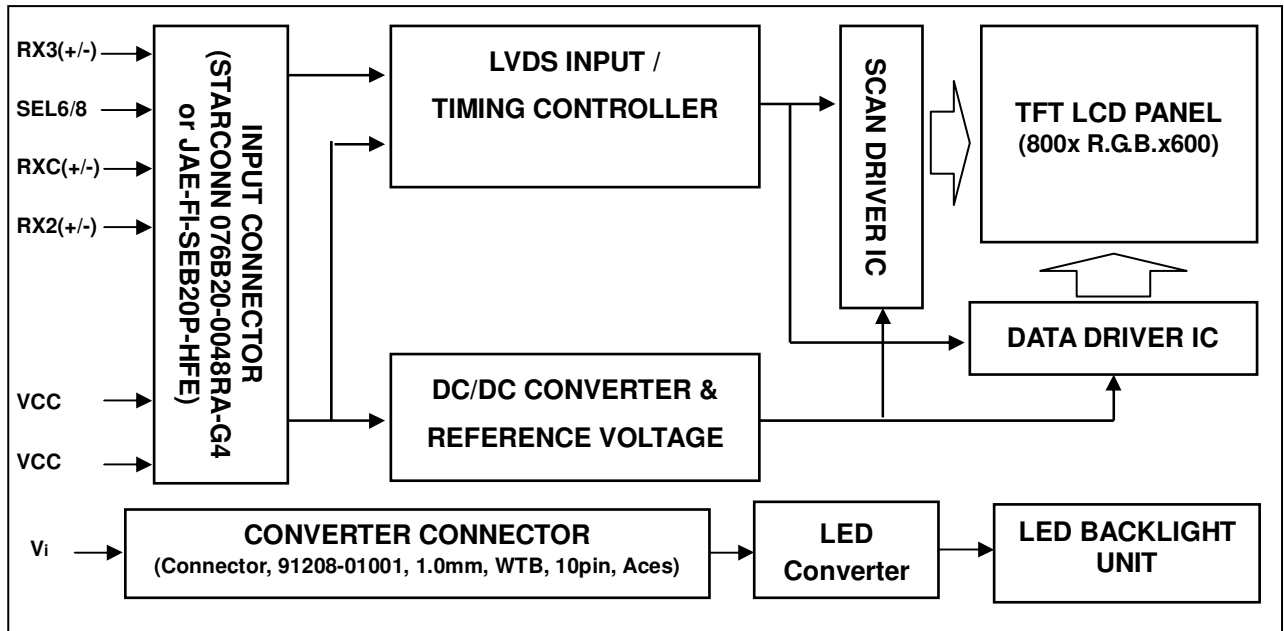 RX3(+/-)
SEL6/8
RXC(+/-)
RX2(+/-)
VCC
VCC
INPUT CONNECTOR
(STARCONN 076B20-0048RA-G4
or JAE-FI-SEB20P-HFE)
LVDS INPUT /
TIMING CONTROLLER
DC/DC CONVERTER &
REFERENCE VOLTAGE
SCAN DRIVER IC
TFT LCD PANEL
(800x R.G.B.x600)
DATA DRIVER IC
Vi
CONVERTER CONNECTOR
(Connector, 91208-01001, 1.0mm, WTB, 10pin, Aces)
LED
Converter
LED BACKLIGHT
UNIT